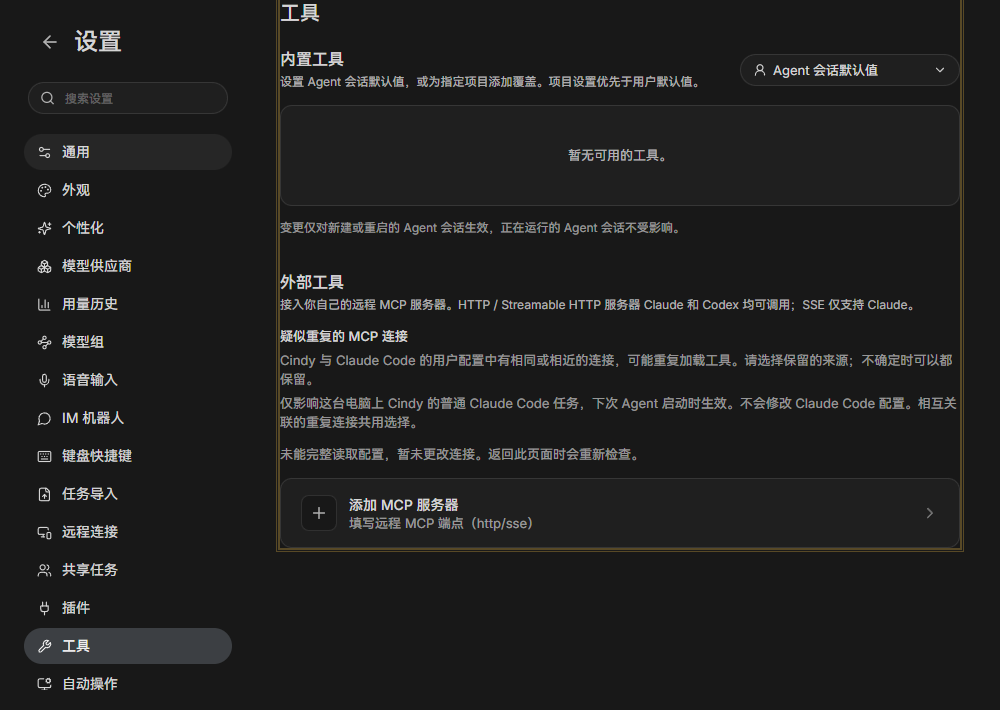 设置
搜索设置
通用
外观
个性化
模型供应商
用量历史
模型组
语音输入
IM 机器人
键盘快捷键
任务导入
远程连接
共享任务
插件
工具
自动操作
工具
内置工具
设置 Agent 会话默认值，或为指定项目添加覆盖。项目设置优先于用户默认值。
Agent 会话默认值
暂无可用的工具。
变更仅对新建或重启的 Agent 会话生效，正在运行的 Agent 会话不受影响。
外部工具
接入你自己的远程 MCP 服务器。HTTP / Streamable HTTP 服务器 Claude 和 Codex 均可调用；SSE 仅支持 Claude。
疑似重复的 MCP 连接
Cindy 与 Claude Code 的用户配置中有相同或相近的连接，可能重复加载工具。请选择保留的来源；不确定时可以都
保留。
仅影响这台电脑上 Cindy 的普通 Claude Code 任务，下次 Agent 启动时生效。不会修改 Claude Code 配置。相互关
联的重复连接共用选择。
未能完整读取配置，暂未更改连接。返回此页面时会重新检查。
添加 MCP 服务器
填写远程 MCP 端点（http/sse）